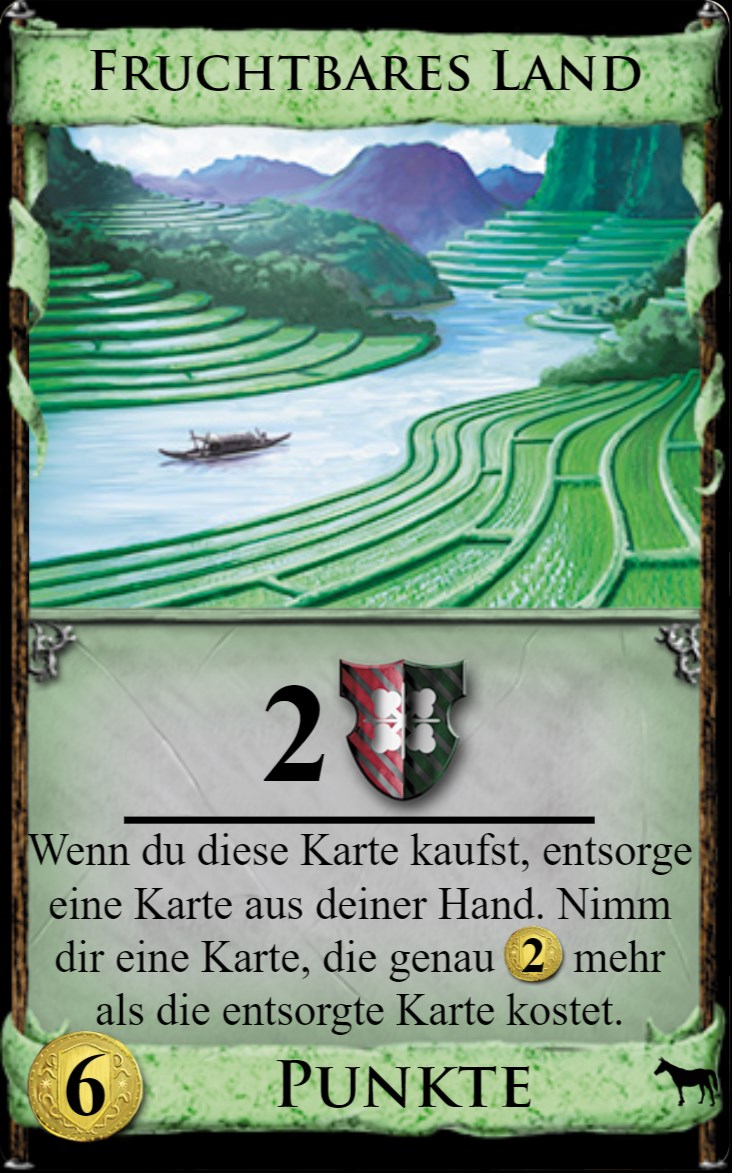 Fruchtbares Land
2
Wenn du diese Karte kaufst, entsorge
eine Karte aus deiner Hand. Nimm
dir eine Karte, die genau 2 mehr
als die entsorgte Karte kostet.
6 Punkte